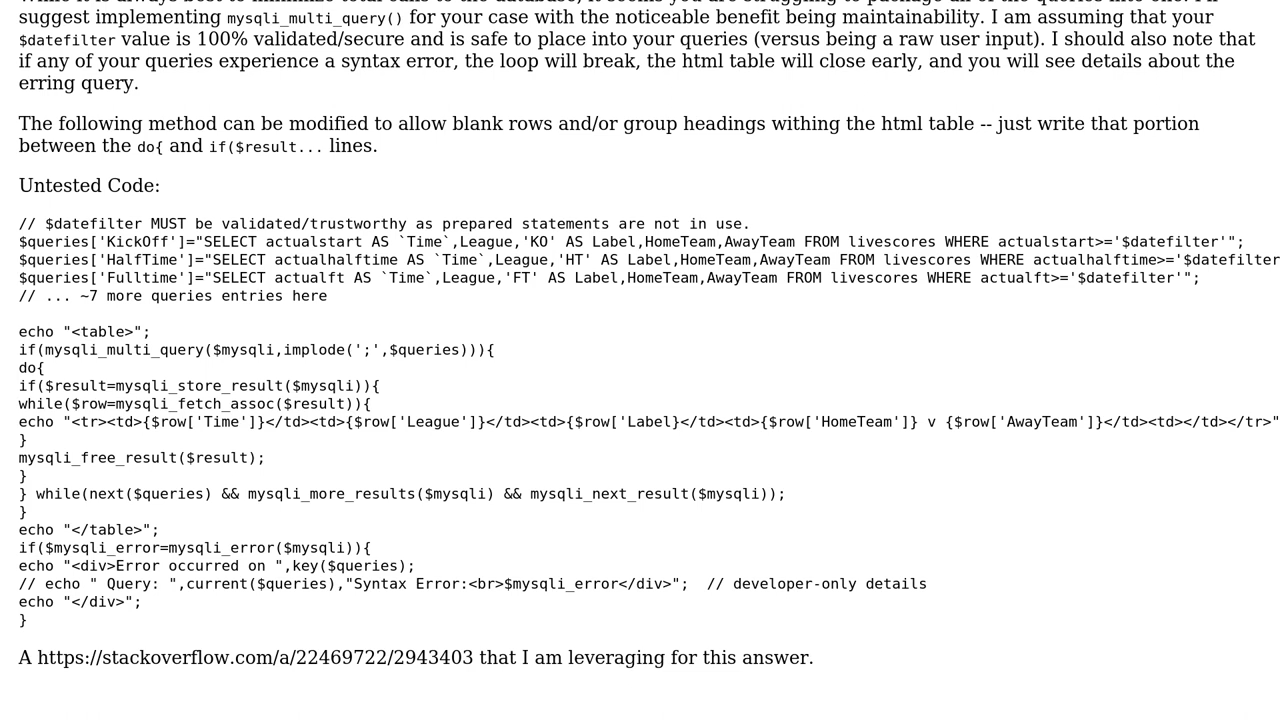 suggest implementing mysqli_multi_query() for your case with the noticeable benefit being maintainability. I am assuming that your
$datefilter value is 100% validated/secure and is safe to place into your queries (versus being a raw user input). I should also note that
if any of your queries experience a syntax error, the loop will break, the html table will close early, and you will see details about the
erring query.
The following method can be modified to allow blank rows and/or group headings withing the html table -- just write that portion
between the do{ and if($result... lines.
Untested Code:
// $datefilter MUST be validated/trustworthy as prepared statements are not in use.
$queries['KickOff']="SELECT actualstart AS `Time`,League,'KO' AS Label,HomeTeam,AwayTeam FROM livescores WHERE actualstart>='$datefilter'";
$queries['HalfTime']="SELECT actualhalftime AS `Time`,League,'HT' AS Label,HomeTeam,AwayTeam FROM livescores WHERE actualhalftime>='$datefilter
$queries['Fulltime']="SELECT actualft AS `Time`,League,'FT' AS Label,HomeTeam,AwayTeam FROM livescores WHERE actualft>='$datefilter'";
// ... ~7 more queries entries here
echo "<table>";
if(mysqli_multi_query($mysqli,implode(';',$queries))){
do{
if($result=mysqli_store_result($mysqli)){
while($row=mysqli_fetch_assoc($result)){
echo "<tr><td>{$row['Time']}</td><td>{$row['League']}</td><td>{$row['Label}</td><td>{$row['HomeTeam']} v {$row['AwayTeam']}</td><td></td></tr>"
}
mysqli_free_result($result);
}
} while(next($queries) && mysqli_more_results($mysqli) && mysqli_next_result($mysqli));
}
echo "</table>";
if($mysqli_error=mysqli_error($mysqli)){
echo "<div>Error occurred on ",key($queries);
// echo " Query: ",current($queries),"Syntax Error:<br>$mysqli_error</div>";  // developer-only details
echo "</div>";
}
A https://stackoverflow.com/a/22469722/2943403 that I am leveraging for this answer.